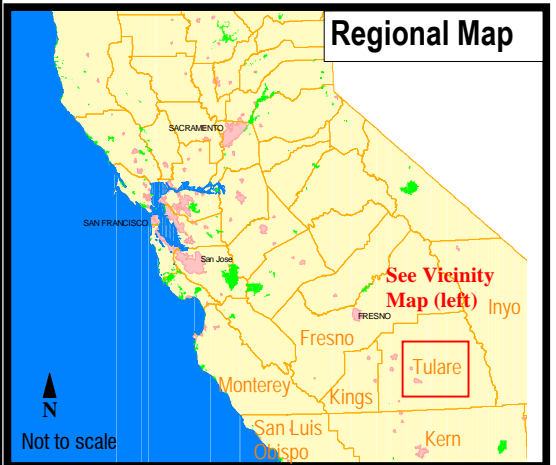 Regional Map
SACRAMENTO
SAN FRANCISCO
San Jose
See Vicinity
Map (left)
Inyo
FRESNO
Fresno
Tulare
Monterey
Kings
N
Not to scale
San Luis
Obispo
Kern